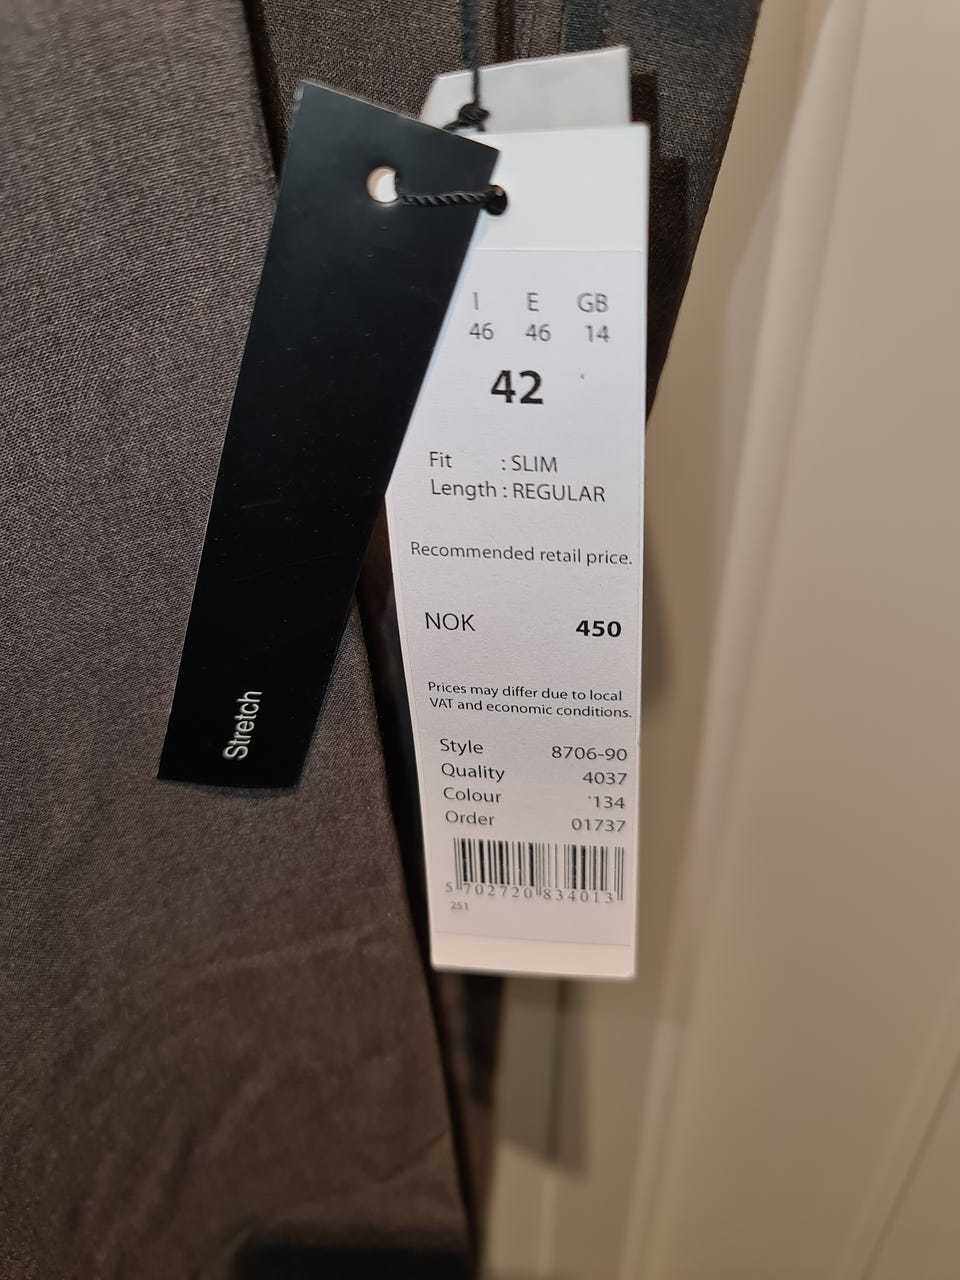 I E GB
46 46 14
42
Fit : SLIM
Length : REGULAR
Recommended retail price.
NOK 450
Prices may differ due to local
VAT and economic conditions.
Style 8706-90
Quality 4037
Colour '134
Order 01737
5 702720 834013
251
Stretch